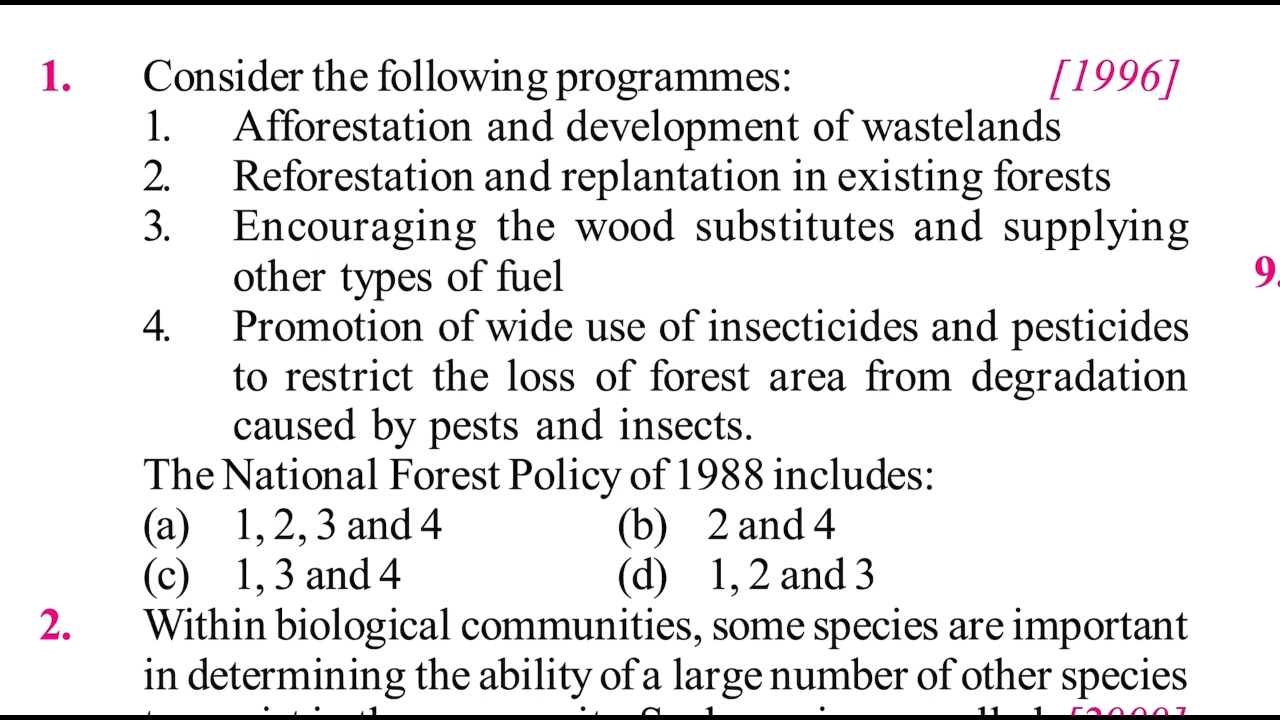 1. Consider the following programmes: [1996]
1. Afforestation and development of wastelands
2. Reforestation and replantation in existing forests
3. Encouraging the wood substitutes and supplying
other types of fuel
9.
4. Promotion of wide use of insecticides and pesticides
to restrict the loss of forest area from degradation
caused by pests and insects.
The National Forest Policy of 1988 includes:
(a) 1, 2, 3 and 4 (b) 2 and 4
(c) 1, 3 and 4 (d) 1, 2 and 3
2. Within biological communities, some species are important
in determining the ability of a large number of other species